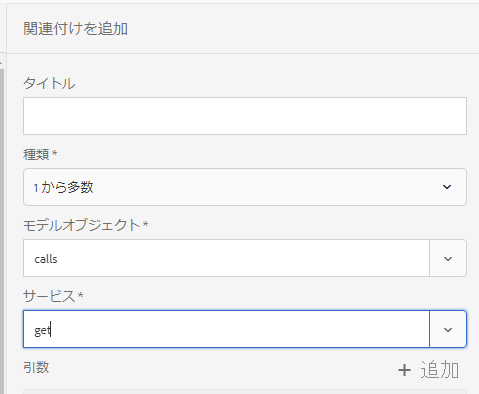 関連付けを追加
タイトル
種類*
1 から多数
モデルオブジェクト*
calls
サービス*
get
引数
+ 追加